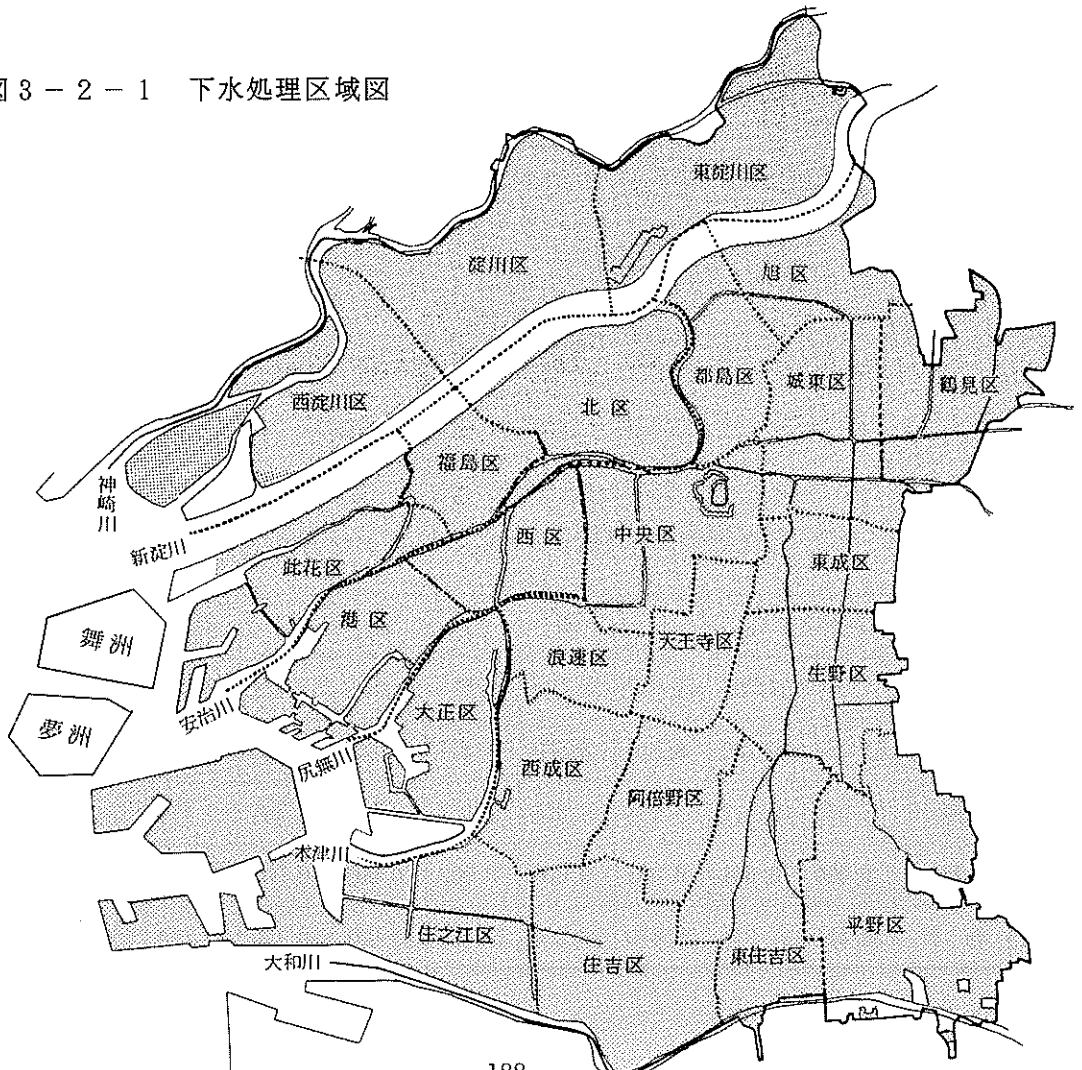 図3－2－1　下水処理区域図
東淀川区
淀川区
旭区
都島区
城東区
鶴見区
西淀川区
北区
福島区
神崎川
新淀川
西区
中央区
東成区
此花区
港区
舞洲
天王寺区
浪速区
生野区
安治川
夢洲
大正区
尻無川
西成区
阿倍野区
木津川
住之江区
平野区
大和川
住吉区
東住吉区
188